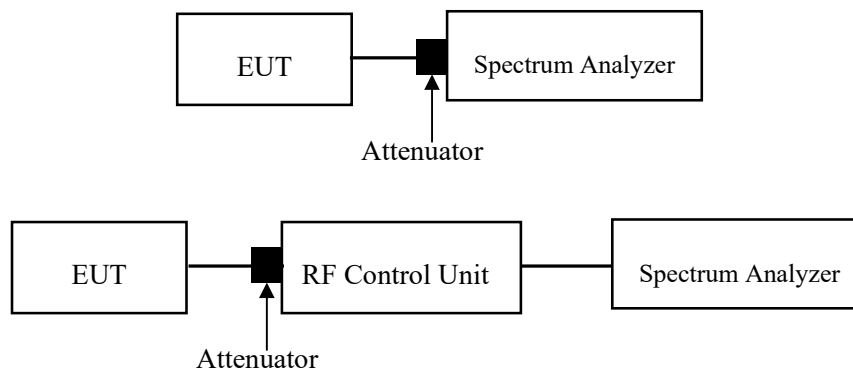 EUT
Spectrum Analyzer
Attenuator
EUT
RF Control Unit
Spectrum Analyzer
Attenuator